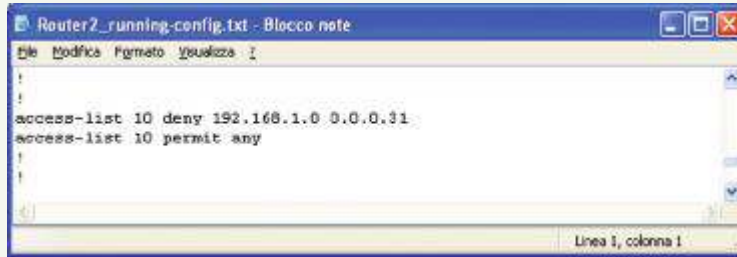 Router2_running-config.txt - Blocco note
File Modifica Formato Visualizza ?
!
!
access-list 10 deny 192.168.1.0 0.0.0.31
access-list 10 permit any
!
!
Linea 1, colonna 1